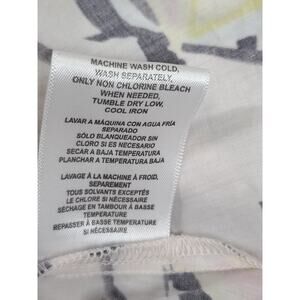 MACHINE WASH COLD,
WASH SEPARATELY,
ONLY NON CHLORINE BLEACH
WHEN NEEDED,
TUMBLE DRY LOW,
COOL IRON
LAVAR A MÁQUINA CON AGUA FRÍA
SEPARADO
SÓLO BLANQUEADOR SIN
CLORO SI ES NECESARIO
SECAR A BAJA TEMPERATURA
PLANCHAR A TEMPERATURA BAJA
LAVAGE À LA MACHINE À FROID,
SEPAREMENT
TOUS SOLVANTS EXCEPTÉS
LE CHLORE SI NÉCESSAIRE
SÉCHAGE EN TAMBOUR À BASSE
TEMPERATURE
REPASSER À BASSE TEMPERATURE
SI NÉCESSAIRE